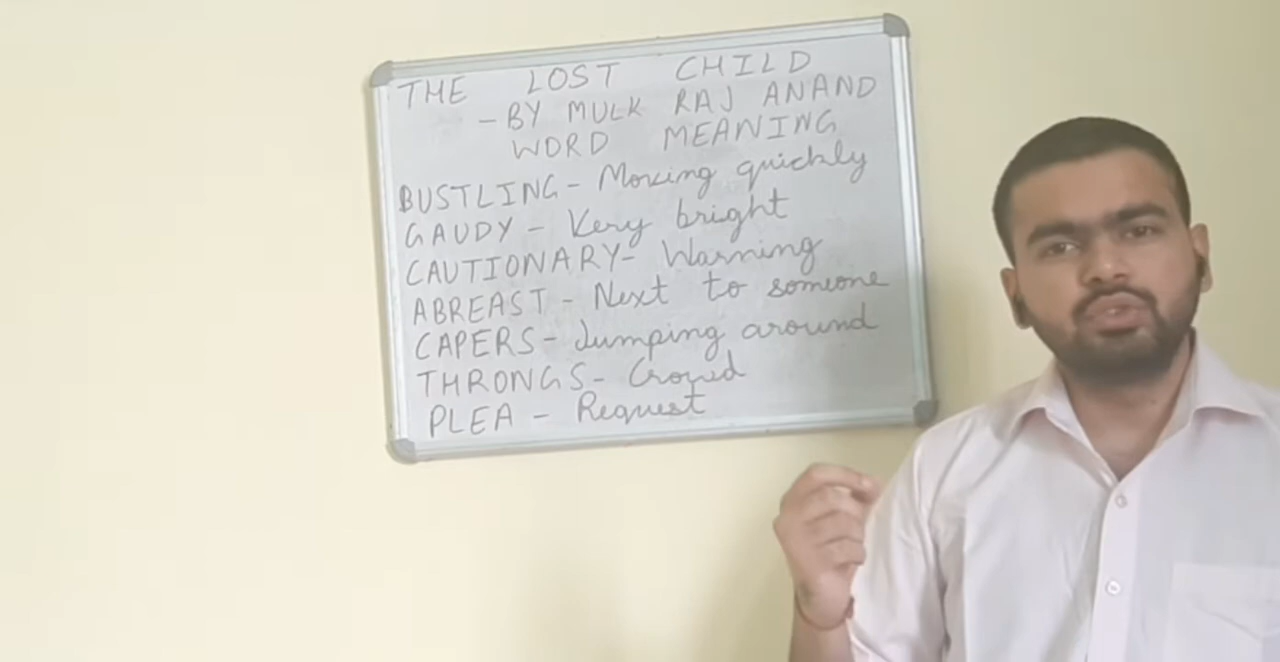 THE LOST CHILD
- BY MULK RAJ ANAND
WORD MEANING
BUSTLING - Moving quickly
GAUDY - Very bright
CAUTIONARY - Warning
ABREAST - Next to someone
CAPERS - Jumping around
THRONGS - Crowd
PLEA - Request